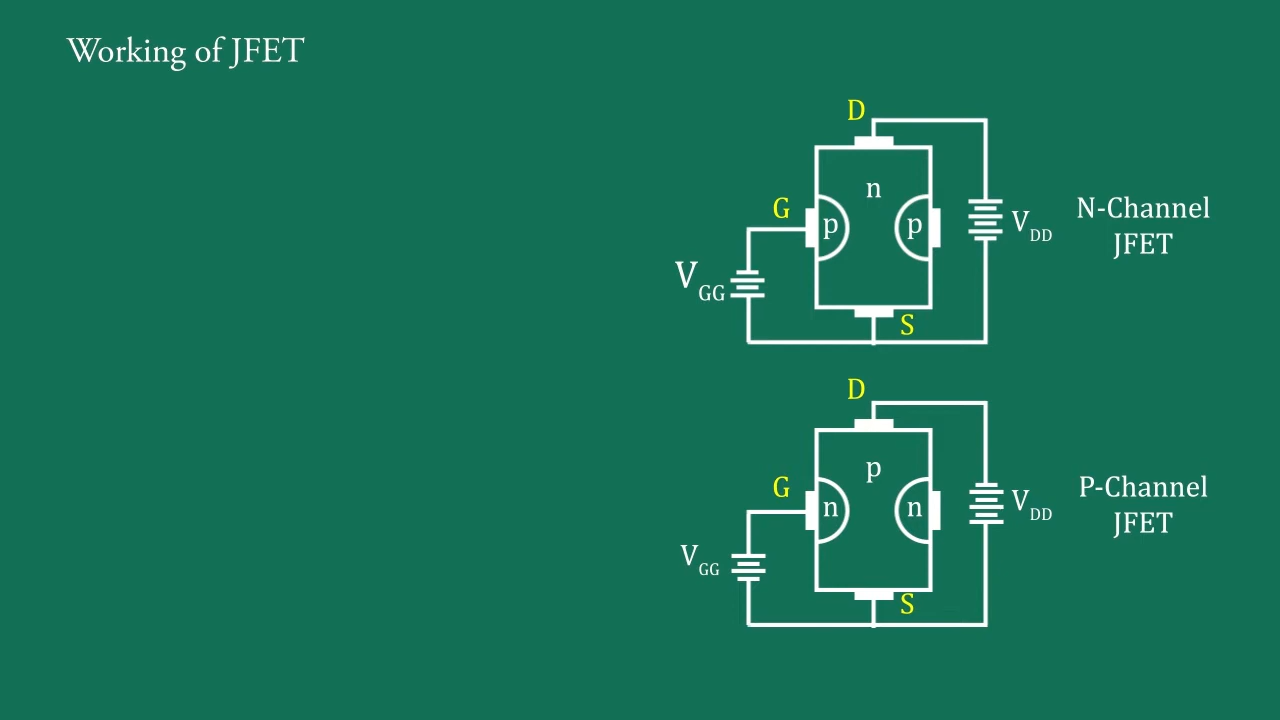 Working of JFET
D
n
G
p
p
V_DD
N-Channel
JFET
V_GG
S
D
p
G
n
n
V_DD
P-Channel
JFET
V_GG
S